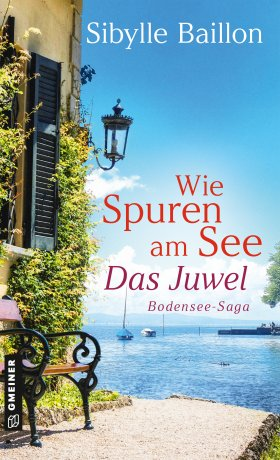 Sibylle Baillon
Wie
Spuren
am See
Das Juwel
Bodensee-Saga
GMEINER